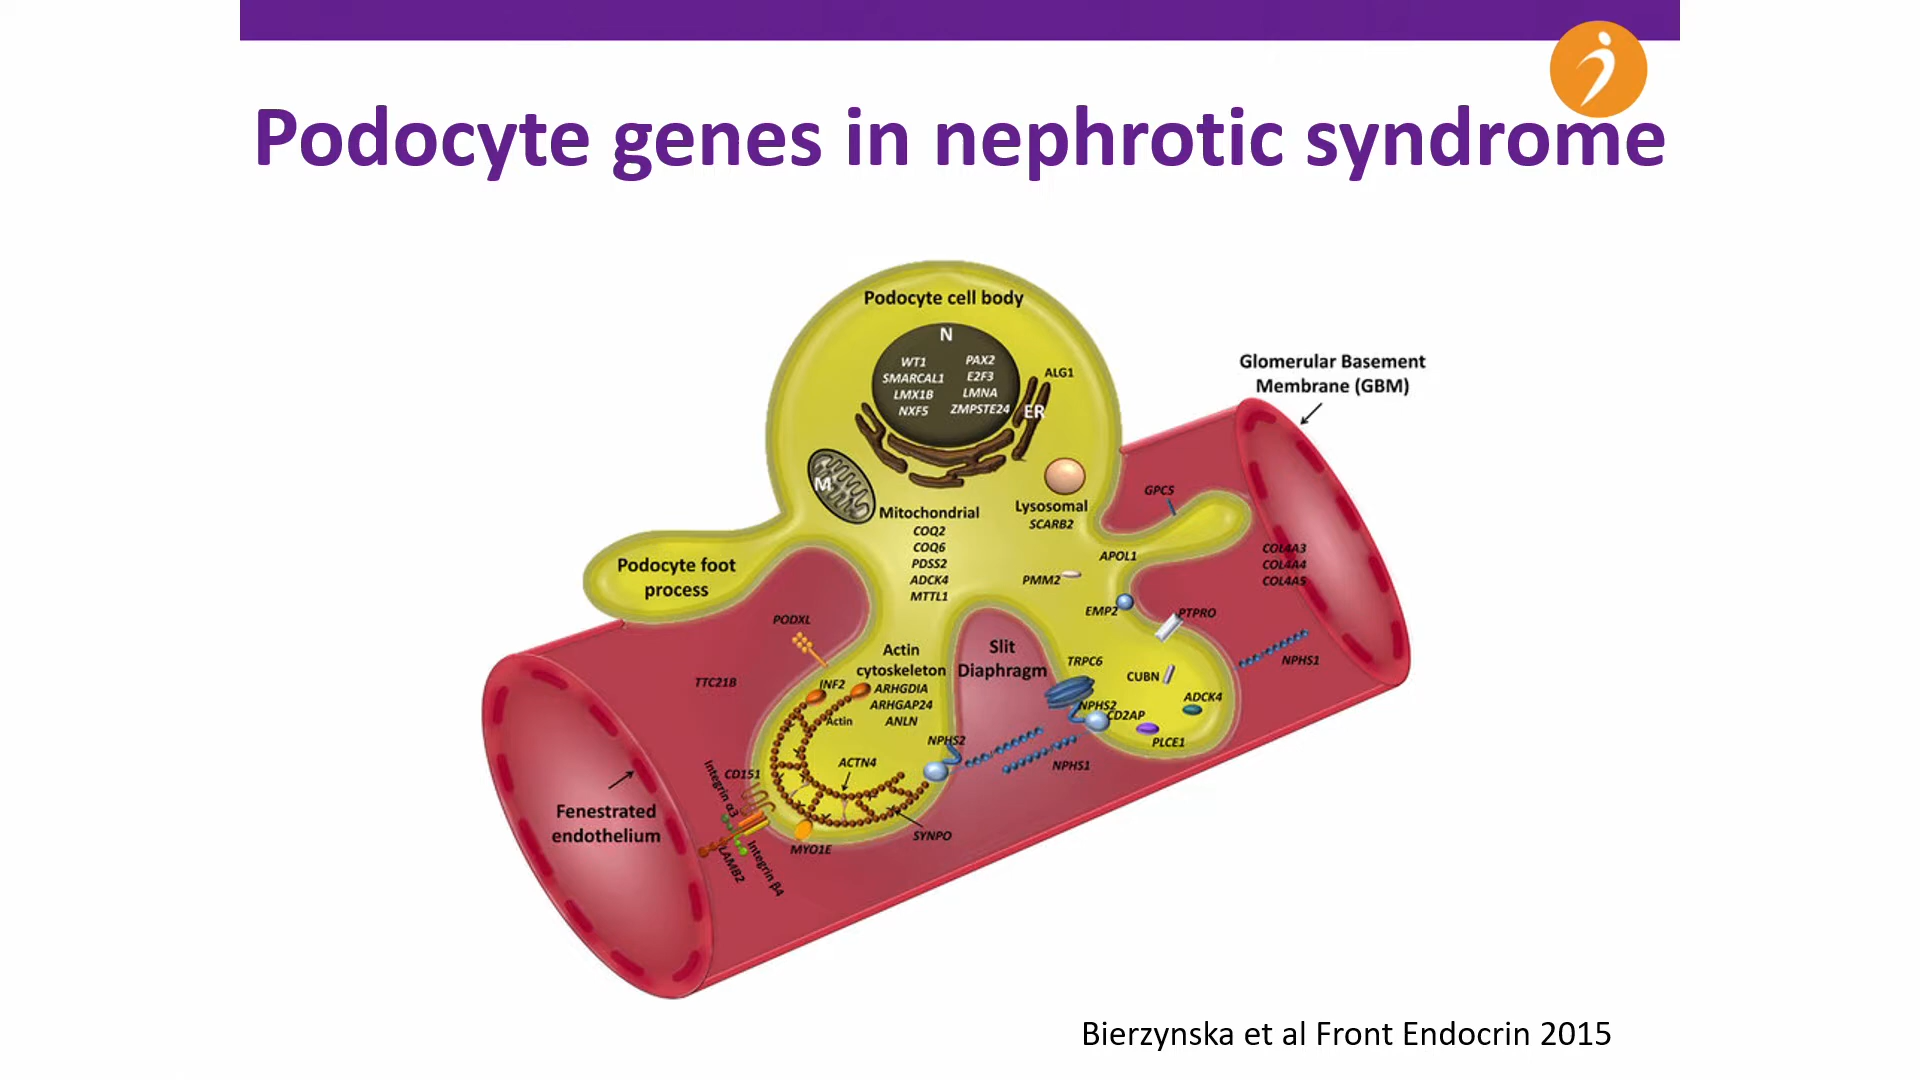 Podocyte genes in nephrotic syndrome
Podocyte cell body
N
WT1
SMARCAL1
LMX1B
NXF5
PAX2
E2F3
LMNA
ZMPSTE24
ALG1
ER
Glomerular Basement
Membrane (GBM)
M
Mitochondrial
COQ2
COQ6
PDSS2
ADCK4
MTTL1
Lysosomal
SCARB2
GPC5
APOL1
PMM2
EMP2
PTPRO
COL4A3
COL4A4
COL4A5
Podocyte foot
process
PODXL
TTC21B
Actin
cytoskeleton
ARHGDIA
ARHGAP24
ANLN
INF2
Actin
Slit
Diaphragm
TRPC6
CUBN
ADCK4
NPHS1
NPHS2
CD2AP
PLCE1
NPHS2
NPHS1
ACTN4
CD151
Integrin α3
LAMB2
Integrin β4
MYO1E
SYNPO
Fenestrated
endothelium
Bierzynska et al Front Endocrin 2015